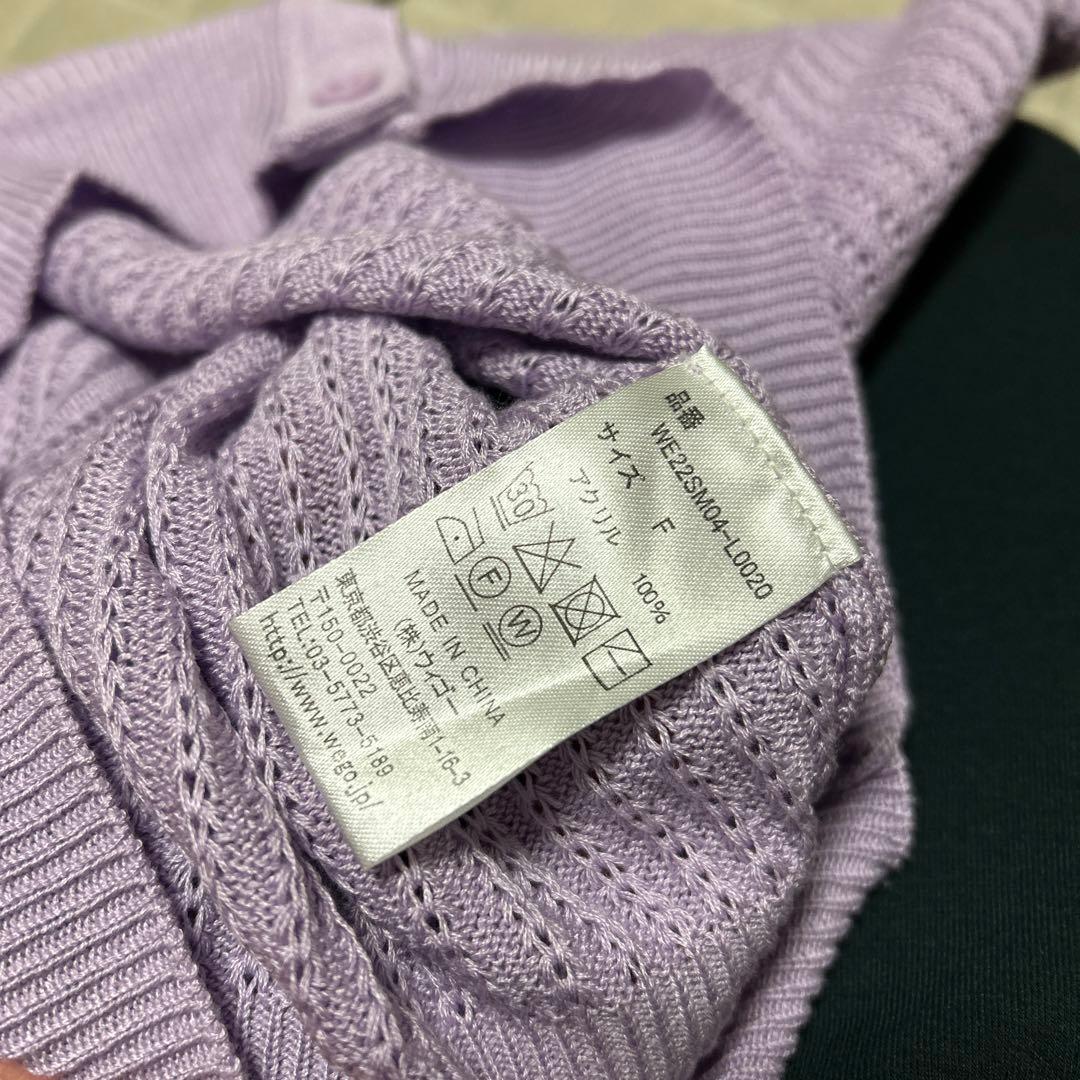 品番
WE22SM04-L0020
サイズ F
アクリル 100%
30
F
W
MADE IN CHINA
(株)ウィゴー
東京都渋谷区恵比寿南1-16-3
〒150-0022
TEL:03-5773-5189
http://www.wego.jp/